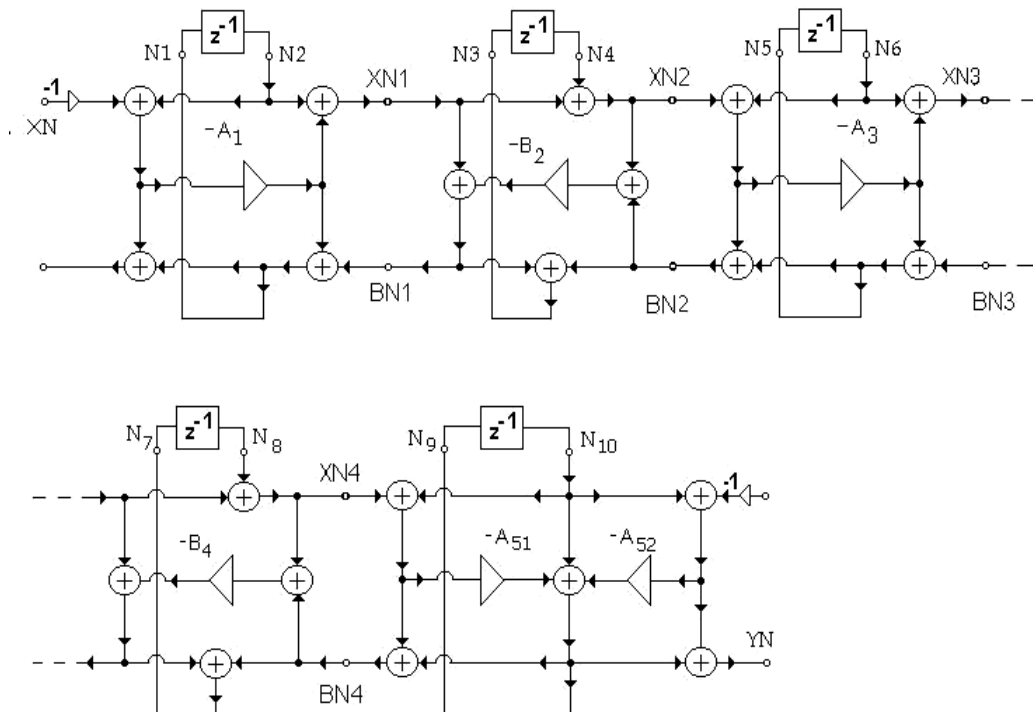 z-1 z-1 z-1
N1 N2 N3 N4 N5 N6
-1 XN1 XN2 XN3
XN -A1 -B2 -A3
BN1 BN2 BN3
z-1 z-1
N7 N8 N9 N10
XN4 -1
-B4 -A51 -A52
BN4 YN